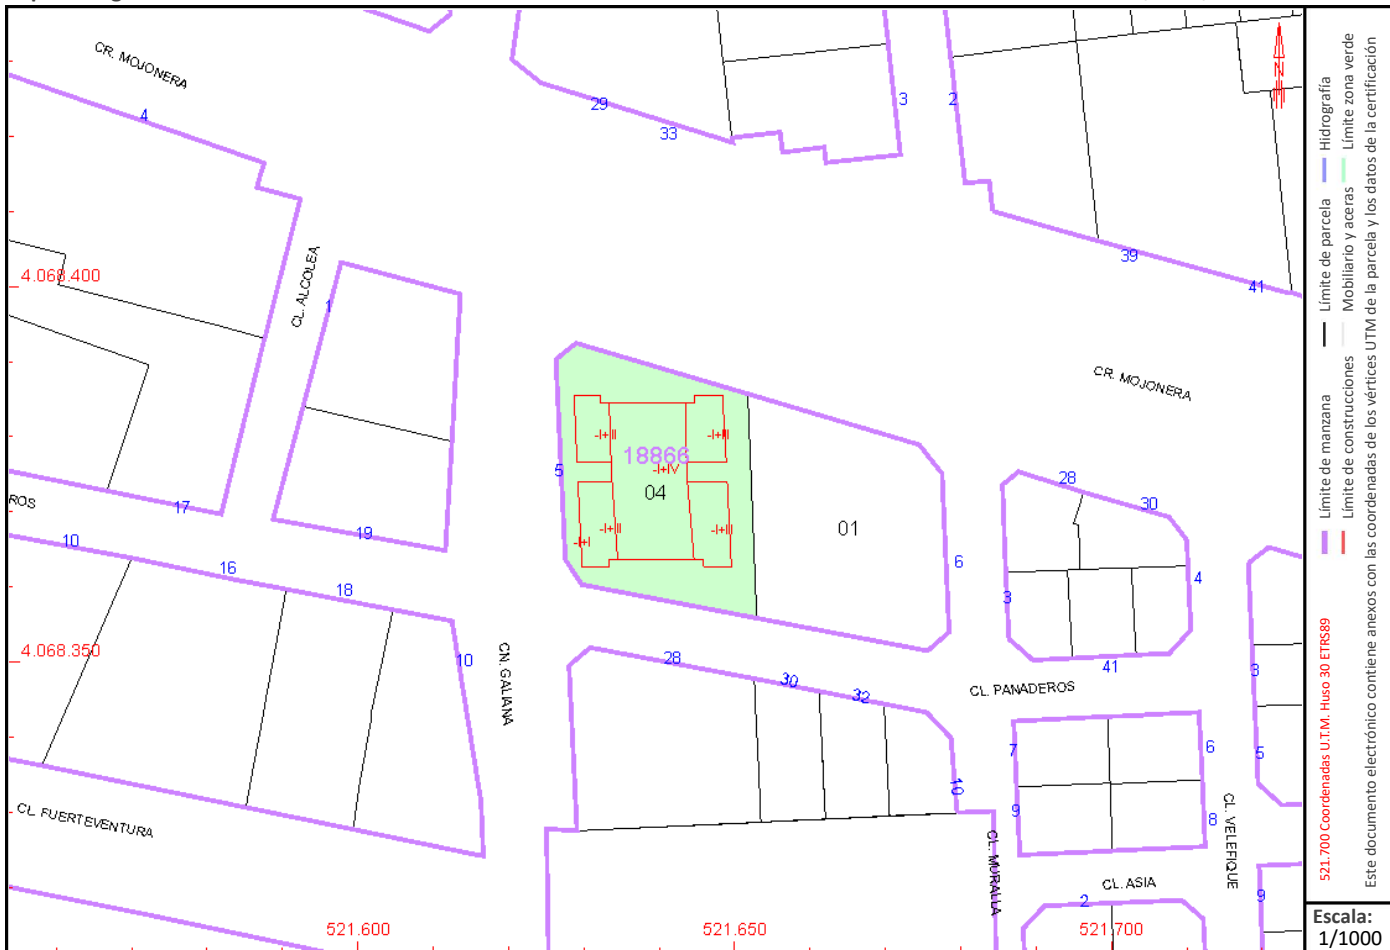 CR. MOJONERA
4
29
33
3
2
39
41
4.068.400
CL. ALCOLEA
1
CR. MOJONERA
-I+II
-I+II
18866
-I+IV
04
5
-I+II
-I+II
-I+I
01
6
28
30
3
4
41
ROS
17
19
10
16
18
4.068.350
10
CN. GALIANA
28
30
32
CL. PANADEROS
3
5
7
9
6
8
10
CL. FUERTEVENTURA
CL. MURALLA
CL. VELEFIQUE
CL. ASIA
2
9
521.600
521.650
521.700
N
Límite de manzana
Límite de parcela
Hidrografía
Límite de construcciones
Mobiliario y aceras
Límite zona verde
521.700 Coordenadas U.T.M. Huso 30 ETRS89
Este documento electrónico contiene anexos con las coordenadas de los vértices UTM de la parcela y los datos de la certificación
Escala:
1/1000